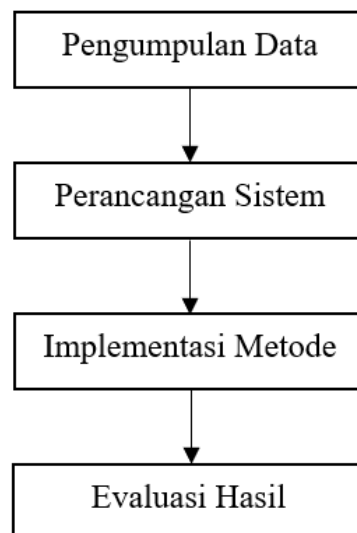 Pengumpulan Data
Perancangan Sistem
Implementasi Metode
Evaluasi Hasil